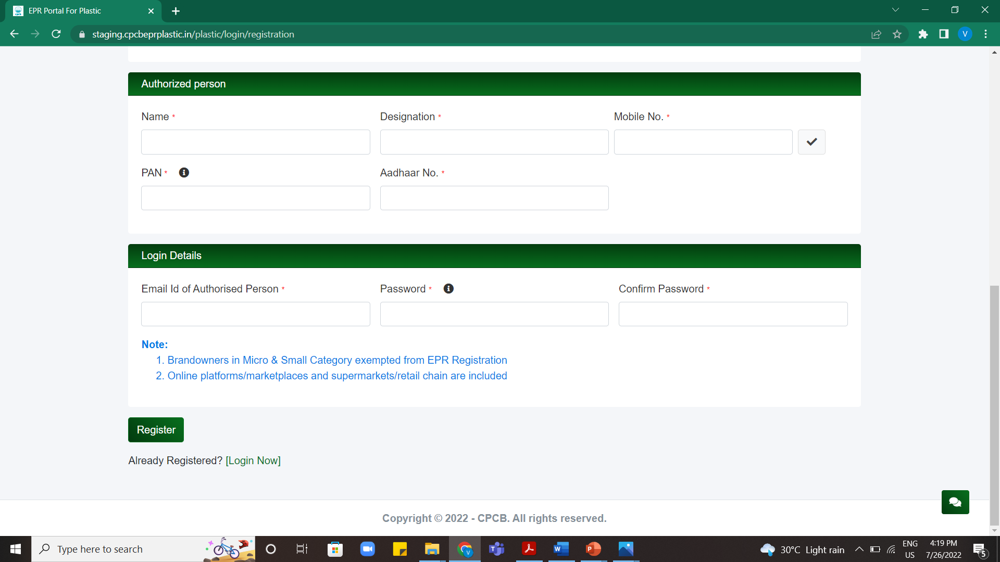 EPR Portal For Plastic
staging.cpcbeprplastic.in/plastic/login/registration
V
Authorized person
Name *
Designation *
Mobile No. *
PAN *
Aadhaar No. *
Login Details
Email Id of Authorised Person *
Password *
Confirm Password *
Note:
1. Brandowners in Micro & Small Category exempted from EPR Registration
2. Online platforms/marketplaces and supermarkets/retail chain are included
Register
Already Registered? [Login Now]
Copyright © 2022 - CPCB. All rights reserved.
Type here to search
30°C Light rain
ENG
US
4:19 PM
7/26/2022
5